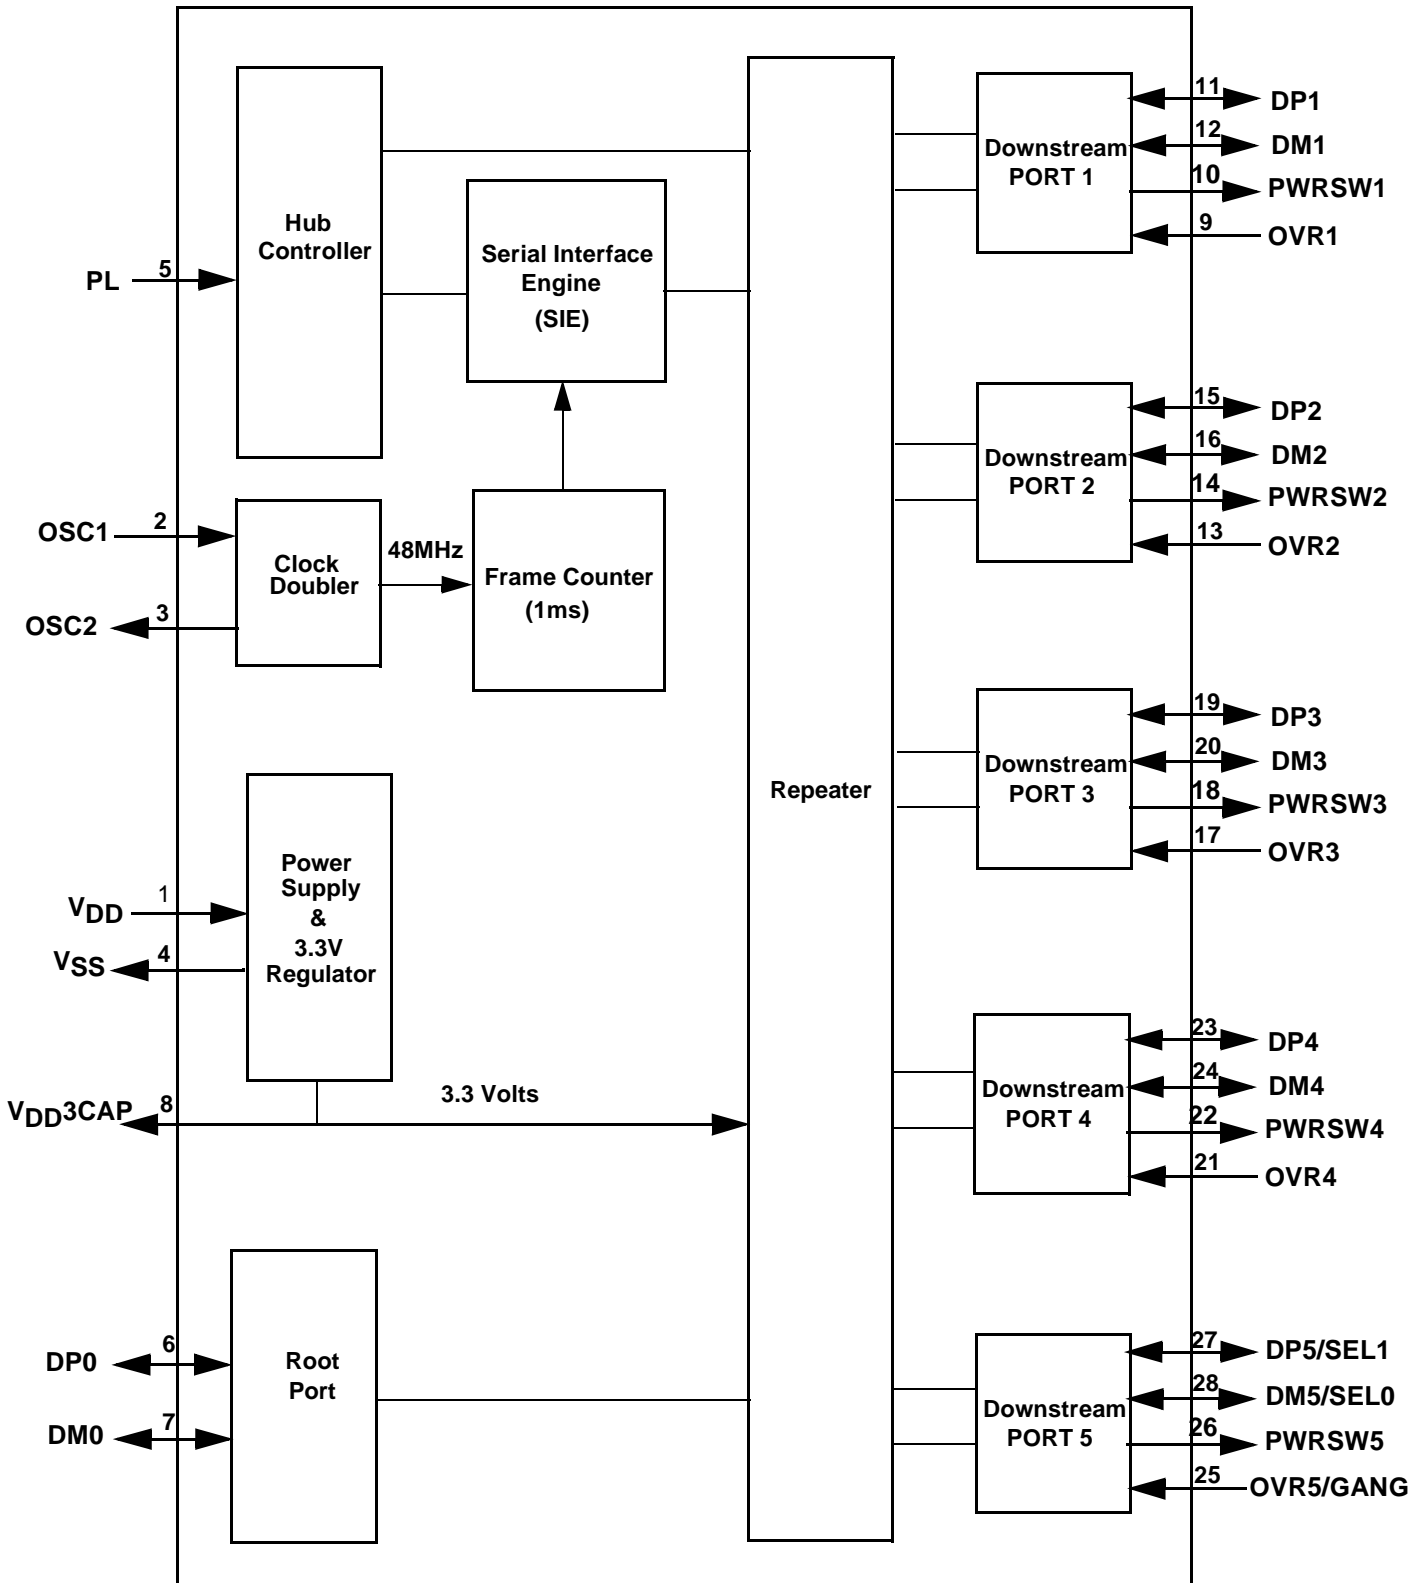 Hub
Controller
Serial Interface
Engine
(SIE)
PL
5
OSC1
2
OSC2
3
Clock
Doubler
48MHz
Frame Counter
(1ms)
Power
Supply
&
3.3V
Regulator
VDD
1
VSS
4
VDD3CAP
8
3.3 Volts
DP0
6
DM0
7
Root
Port
Repeater
Downstream
PORT 1
11
DP1
12
DM1
10
PWRSW1
9
OVR1
Downstream
PORT 2
15
DP2
16
DM2
14
PWRSW2
13
OVR2
Downstream
PORT 3
19
DP3
20
DM3
18
PWRSW3
17
OVR3
Downstream
PORT 4
23
DP4
24
DM4
22
PWRSW4
21
OVR4
Downstream
PORT 5
27
DP5/SEL1
28
DM5/SEL0
26
PWRSW5
25
OVR5/GANG